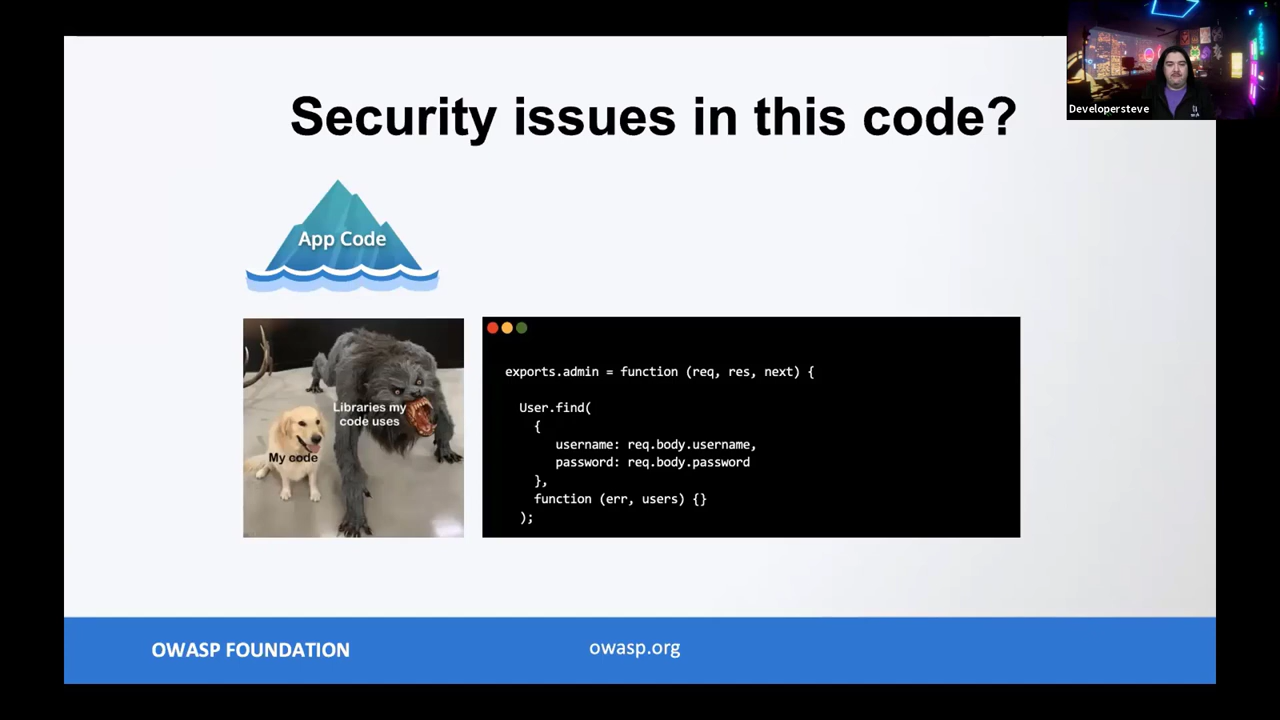 Security issues in this code?
Developersteve
App Code
Libraries my
code uses
My code
exports.admin = function (req, res, next) {
User.find(
{
username: req.body.username,
password: req.body.password
},
function (err, users) {}
);
OWASP FOUNDATION
owasp.org